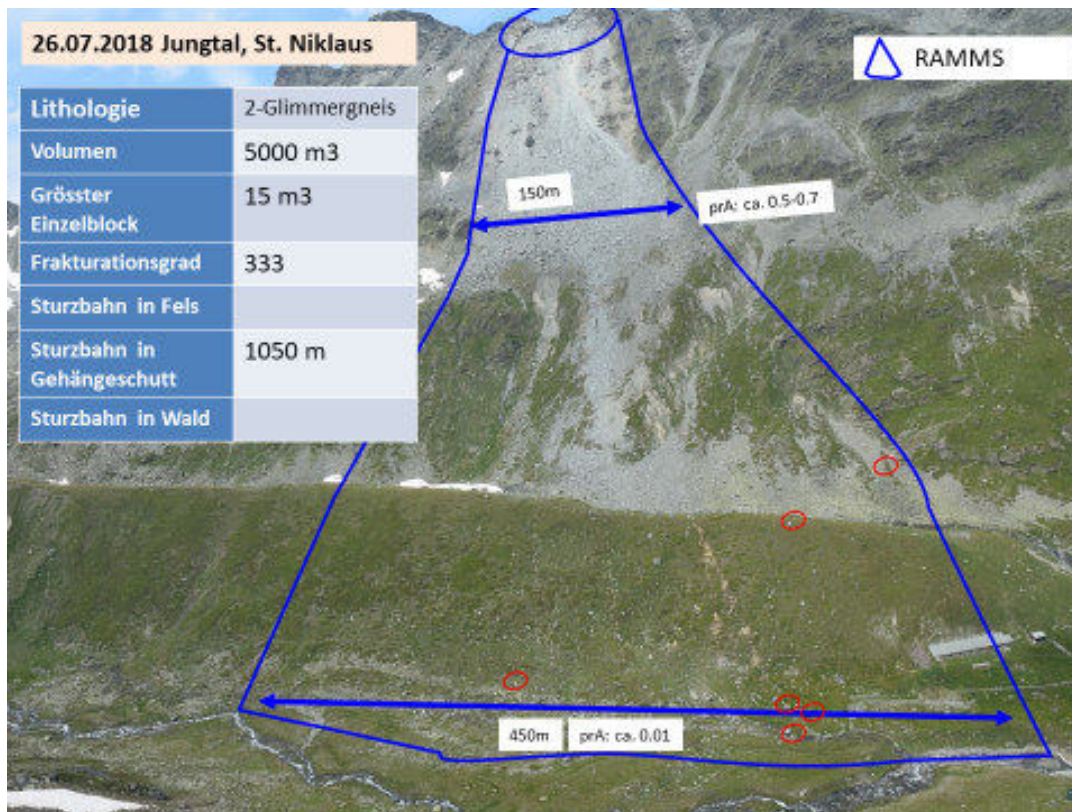 26.07.2018 Jungtal, St. Niklaus
RAMMS
Lithologie 2-Glimmergneis
Volumen 5000 m3
Grösster 15 m3
Einzelblock
Frakturationsgrad 333
Sturzbahn in Fels
Sturzbahn in 1050 m
Gehängeschutt
Sturzbahn in Wald
150m
prA: ca. 0.5-0.7
450m prA: ca. 0.01